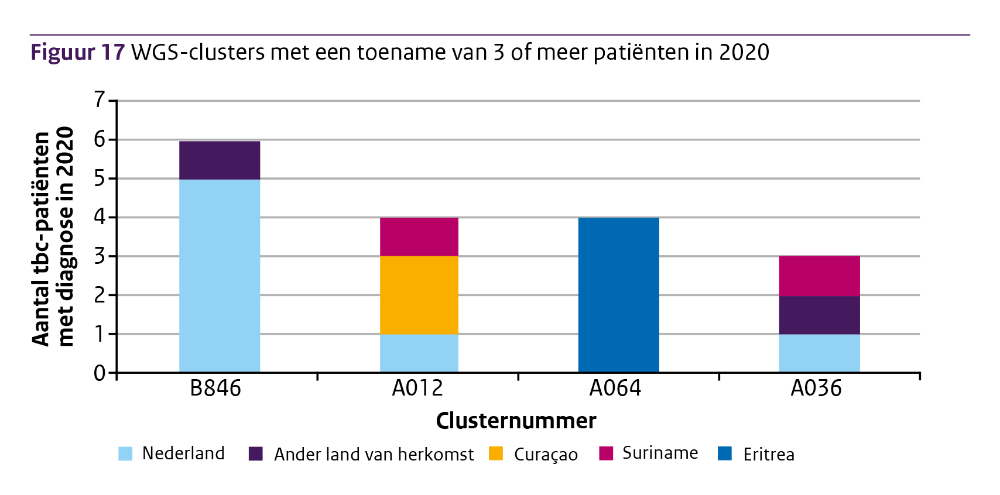 Figuur 17 WGS-clusters met een toename van 3 of meer patiënten in 2020
Aantal tbc-patiënten
met diagnose in 2020
7
6
5
4
3
2
1
0
B846 A012 A064 A036
Clusternummer
Nederland Ander land van herkomst Curaçao Suriname Eritrea